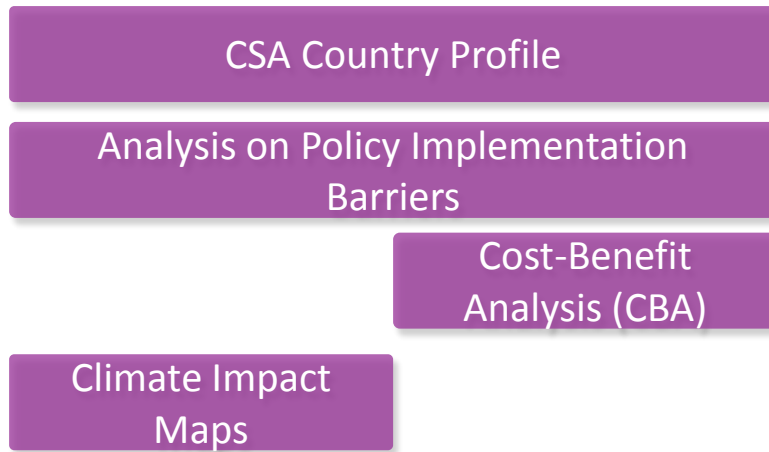 CSA Country Profile
Analysis on Policy Implementation
Barriers
Cost-Benefit
Analysis (CBA)
Climate Impact
Maps